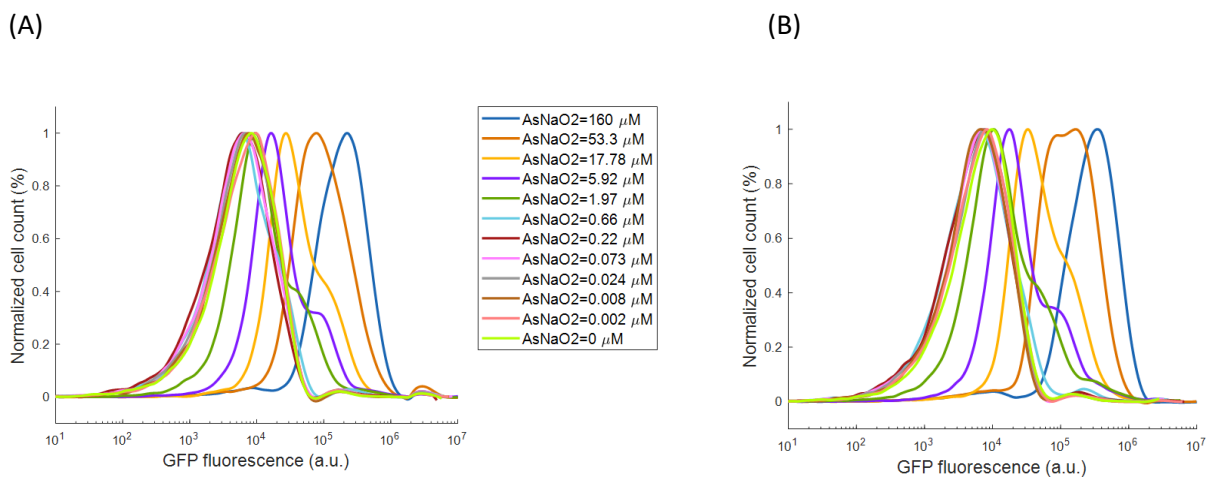 (A)
(B)
Normalized cell count (%)
1
0.8
0.6
0.4
0.2
0
10^1 10^2 10^3 10^4 10^5 10^6 10^7
GFP fluorescence (a.u.)
AsNaO2=160 μM
AsNaO2=53.3 μM
AsNaO2=17.78 μM
AsNaO2=5.92 μM
AsNaO2=1.97 μM
AsNaO2=0.66 μM
AsNaO2=0.22 μM
AsNaO2=0.073 μM
AsNaO2=0.024 μM
AsNaO2=0.008 μM
AsNaO2=0.002 μM
AsNaO2=0 μM
Normalized cell count (%)
1
0.8
0.6
0.4
0.2
0
10^1 10^2 10^3 10^4 10^5 10^6 10^7
GFP fluorescence (a.u.)